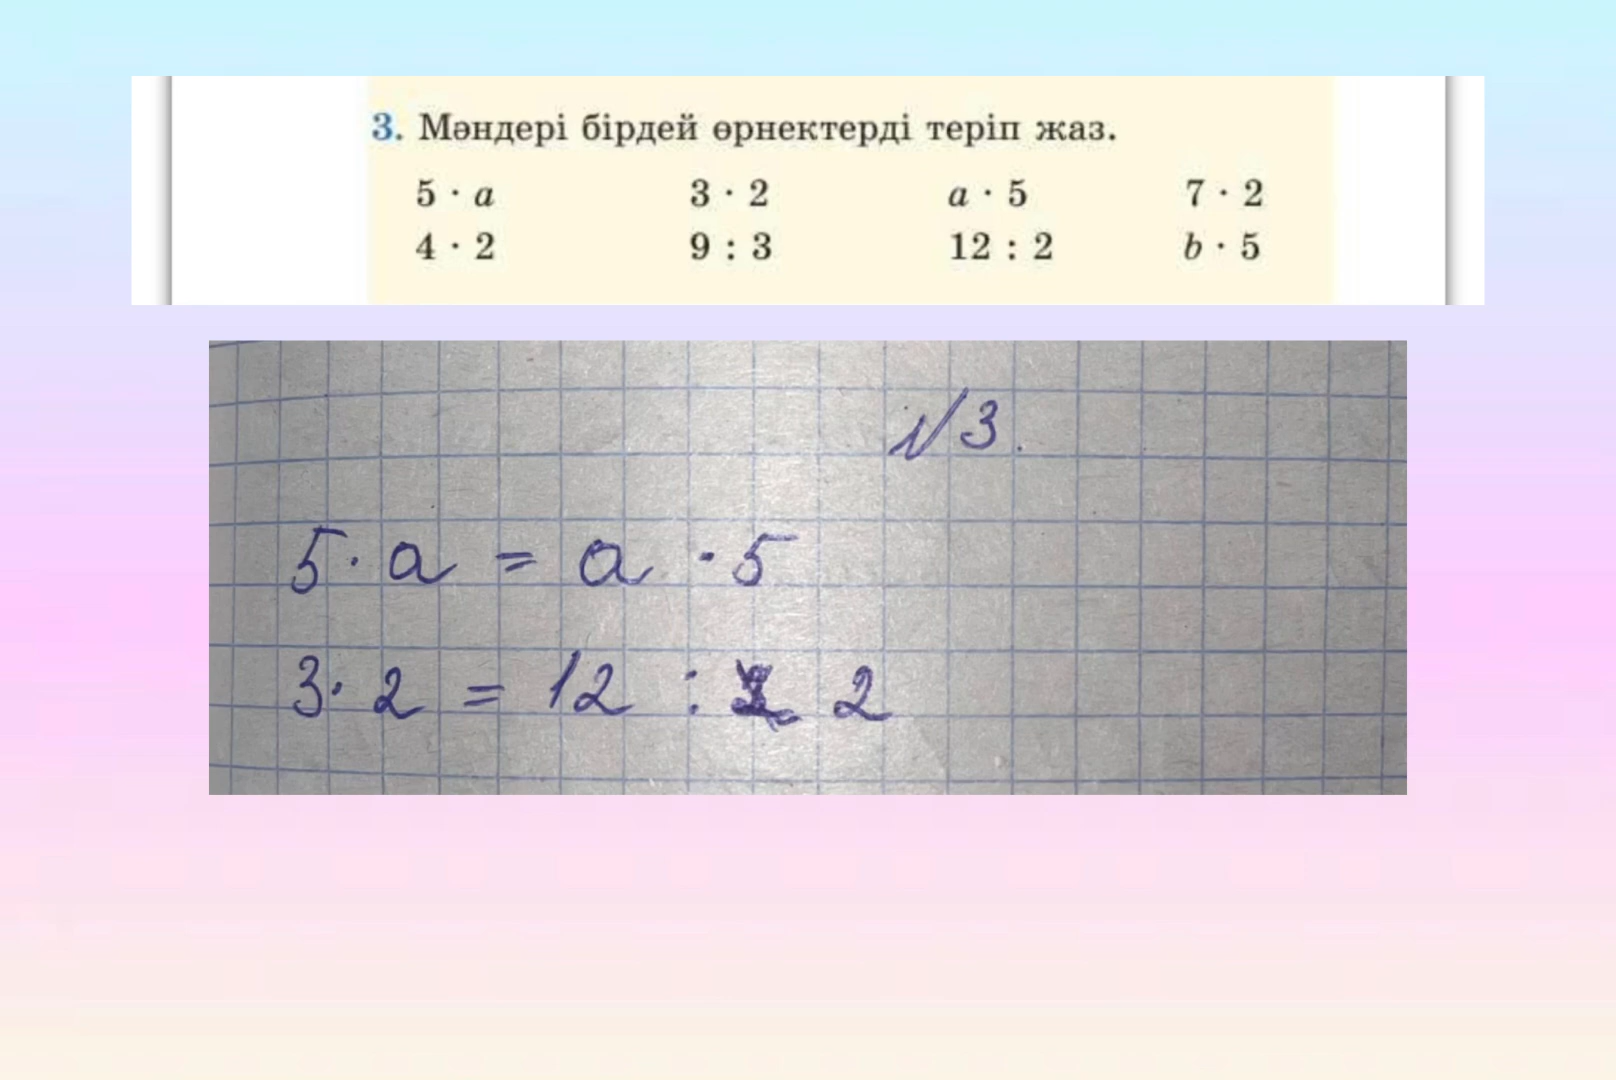 3. Мәндері бірдей өрнектерді теріп жаз.
5 · a 3 · 2 a · 5 7 · 2
4 · 2 9 : 3 12 : 2 b · 5
№3.
5 · a = a · 5
3 · 2 = 12 : 2